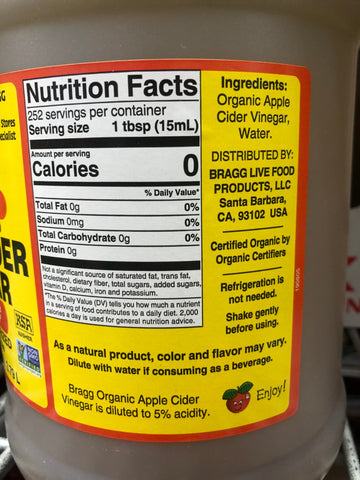 Nutrition Facts
252 servings per container
Serving size 1 tbsp (15mL)
Amount per serving
Calories 0
% Daily Value*
Total Fat 0g 0%
Sodium 0mg 0%
Total Carbohydrate 0g 0%
Protein 0g
Not a significant source of saturated fat, trans fat,
cholesterol, dietary fiber, total sugars, added sugars,
vitamin D, calcium, iron and potassium.
*The % Daily Value (DV) tells you how much a nutrient
in a serving of food contributes to a daily diet. 2,000
calories a day is used for general nutrition advice.
Ingredients:
Organic Apple
Cider Vinegar,
Water.
DISTRIBUTED BY:
BRAGG LIVE FOOD
PRODUCTS, LLC
Santa Barbara,
CA, 93102 USA
Certified Organic by
Organic Certifiers
Refrigeration is
not needed.
Shake gently
before using.
As a natural product, color and flavor may vary.
Dilute with water if consuming as a beverage.
Bragg Organic Apple Cider
Vinegar is diluted to 5% acidity.
Enjoy!
GG
Stores
ecialist
DER
R